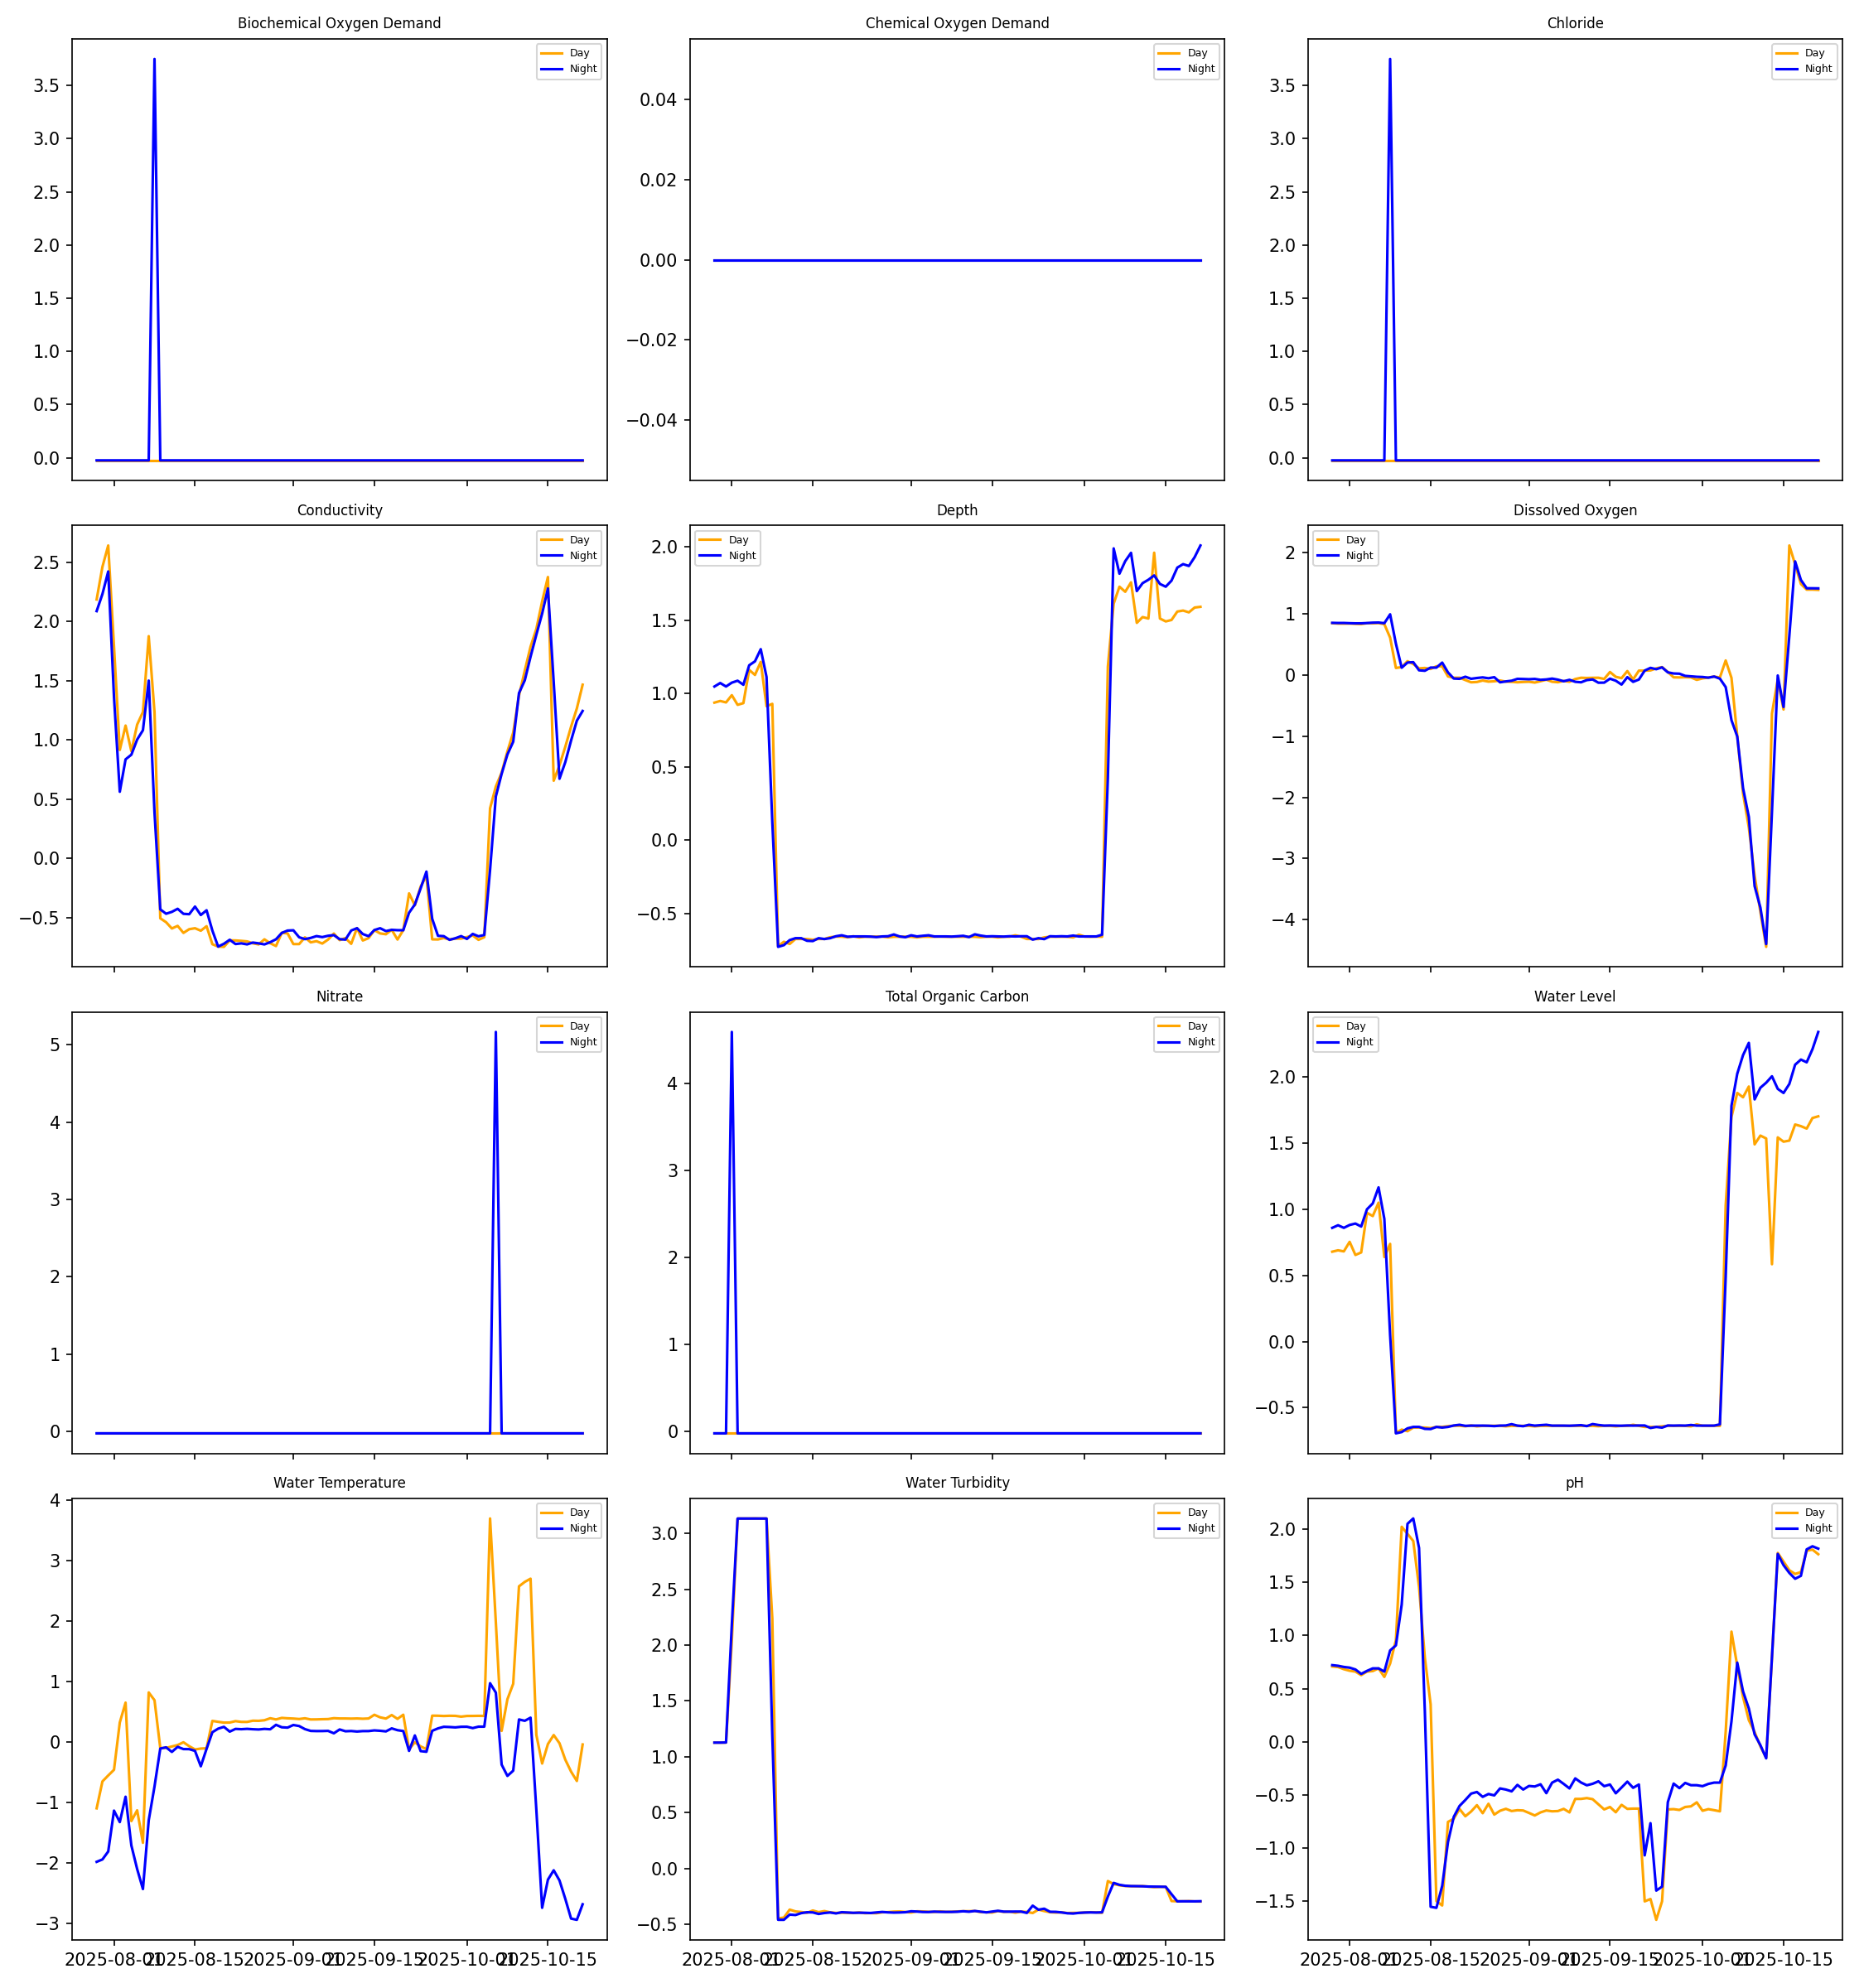 Biochemical Oxygen Demand
Day
Night
3.5
3.0
2.5
2.0
1.5
1.0
0.5
0.0
Chemical Oxygen Demand
Day
Night
0.04
0.02
0.00
−0.02
−0.04
Chloride
Day
Night
3.5
3.0
2.5
2.0
1.5
1.0
0.5
0.0
Conductivity
Day
Night
2.5
2.0
1.5
1.0
0.5
0.0
−0.5
Depth
Day
Night
2.0
1.5
1.0
0.5
0.0
−0.5
Dissolved Oxygen
Day
Night
2
1
0
−1
−2
−3
−4
Nitrate
Day
Night
5
4
3
2
1
0
Total Organic Carbon
Day
Night
4
3
2
1
0
Water Level
Day
Night
2.0
1.5
1.0
0.5
0.0
−0.5
Water Temperature
Day
Night
4
3
2
1
0
−1
−2
−3
2025-08-01 2025-08-15 2025-09-01 2025-09-15 2025-10-01 2025-10-15
Water Turbidity
Day
Night
3.0
2.5
2.0
1.5
1.0
0.5
0.0
−0.5
2025-08-01 2025-08-15 2025-09-01 2025-09-15 2025-10-01 2025-10-15
pH
Day
Night
2.0
1.5
1.0
0.5
0.0
−0.5
−1.0
−1.5
2025-08-01 2025-08-15 2025-09-01 2025-09-15 2025-10-01 2025-10-15